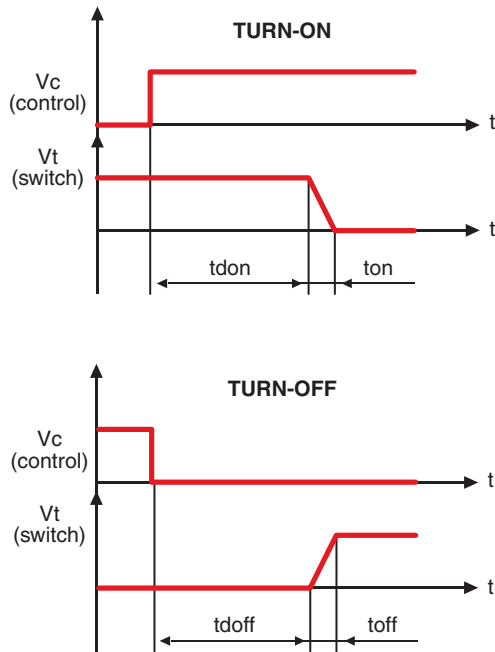 TURN-ON
Vc
(control)
t
Vt
(switch)
t
tdon
ton
TURN-OFF
Vc
(control)
t
Vt
(switch)
t
tdoff
toff